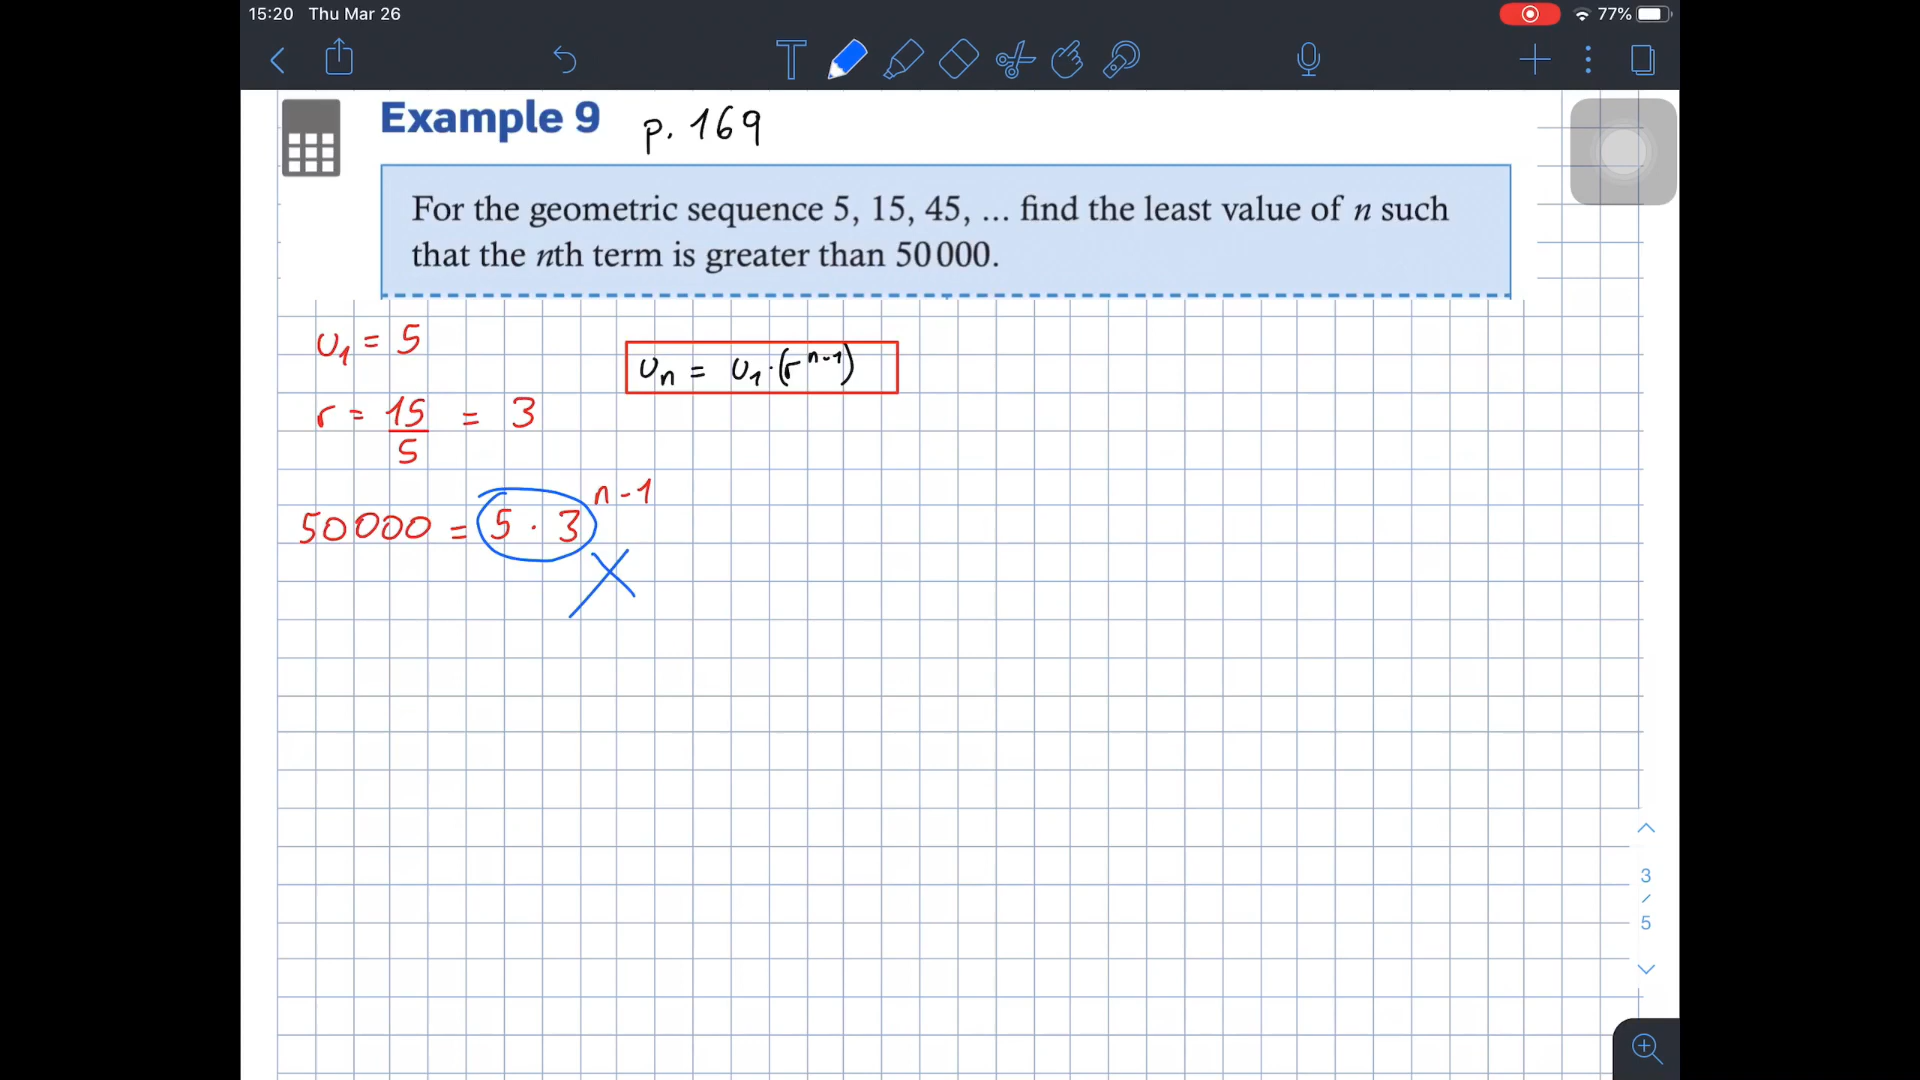 15:20 Thu Mar 26
77%
Example 9 p. 169
For the geometric sequence 5, 15, 45, ... find the least value of n such
that the nth term is greater than 50 000.
u₁ = 5
uₙ = u₁·(rⁿ⁻¹)
r = 15/5 = 3
50000 = 5 · 3ⁿ⁻¹
3
/
5